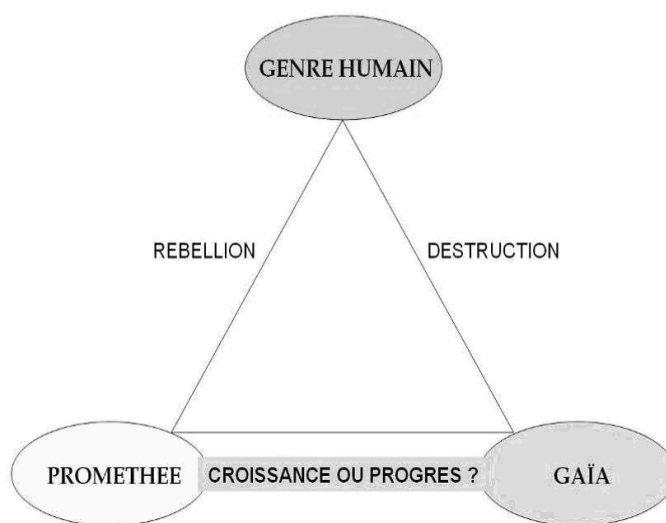 GENRE HUMAIN
REBELLION
DESTRUCTION
PROMETHEE
CROISSANCE OU PROGRES ?
GAÏA